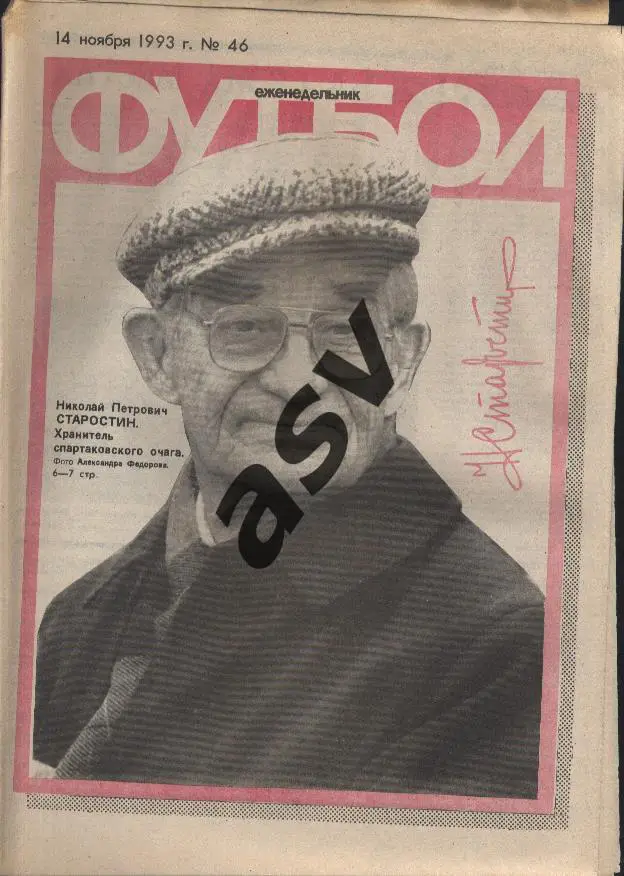 14 ноября 1993 г. № 46
еженедельник
ФУТБОЛ
Николай Петрович
СТАРОСТИН.
Хранитель
спартаковского очага.
Фото Александра Федорова.
6—7 стр.
asv
Н Старостин